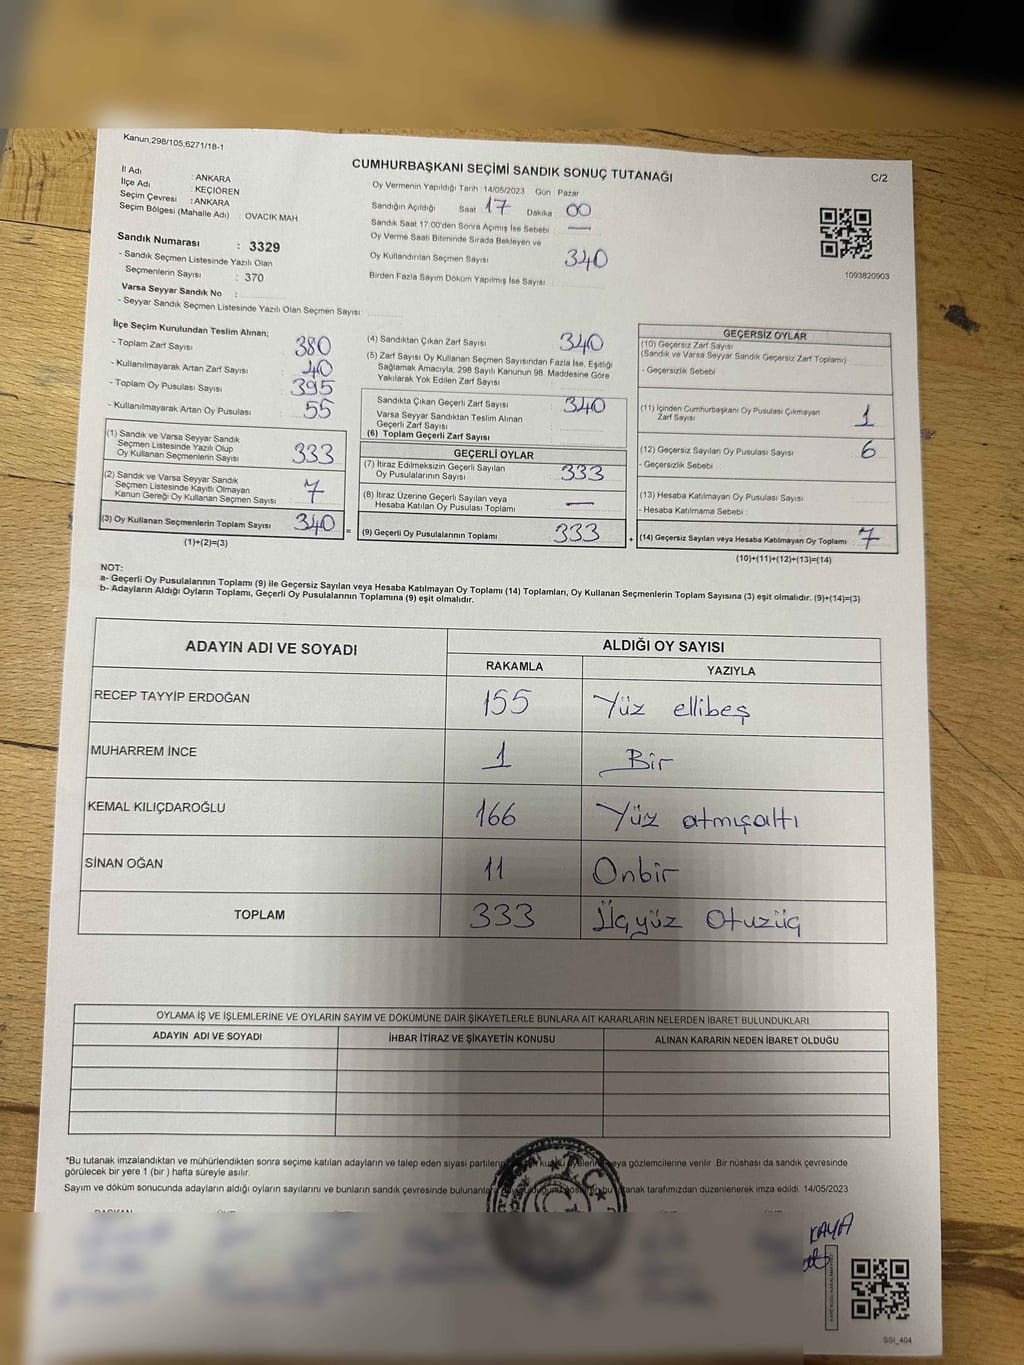 Kanun;298/105,6271/18-1
CUMHURBAŞKANI SEÇİMİ SANDIK SONUÇ TUTANAĞI
C/2
İl Adı : ANKARA
İlçe Adı : KEÇİÖREN
Seçim Çevresi : ANKARA
Seçim Bölgesi (Mahalle Adı) : OVACIK MAH
Sandık Numarası : 3329
- Sandık Seçmen Listesinde Yazılı Olan
Seçmenlerin Sayısı : 370
Varsa Seyyar Sandık No :
- Seyyar Sandık Seçmen Listesinde Yazılı Olan Seçmen Sayısı:
Oy Vermenin Yapıldığı Tarih : 14/05/2023 Gün : Pazar
Sandığın Açıldığı Saat : 17 Dakika : 00
Sandık Saat 17:00'den Sonra Açımış İse Sebebi : —
Oy Verme Saati Bitiminde Sırada Bekleyen ve
Oy Kullandırılan Seçmen Sayısı 340
Birden Fazla Sayım Döküm Yapılmış İse Sayısı :
1093820903
İlçe Seçim Kurulundan Teslim Alınan;
- Toplam Zarf Sayısı 380
- Kullanılmayarak Artan Zarf Sayısı : 40
- Toplam Oy Pusulası Sayısı : 395
- Kullanılmayarak Artan Oy Pusulası : 55
(1) Sandık ve Varsa Seyyar Sandık
Seçmen Listesinde Yazılı Olup
Oy Kullanan Seçmenlerin Sayısı : 333
(2) Sandık ve Varsa Seyyar Sandık
Seçmen Listesinde Kayıtlı Olmayan
Kanun Gereği Oy Kullanan Seçmen Sayısı : 7
(3) Oy Kullanan Seçmenlerin Toplam Sayısı : 340
(1)+(2)=(3)
(4) Sandıktan Çıkan Zarf Sayısı : 340
(5) Zarf Sayısı Oy Kullanan Seçmen Sayısından Fazla İse, Eşitliği
Sağlamak Amacıyla, 298 Sayılı Kanunun 98. Maddesine Göre
Yakılarak Yok Edilen Zarf Sayısı :
Sandıkta Çıkan Geçerli Zarf Sayısı : 340
Varsa Seyyar Sandıktan Teslim Alınan
Geçerli Zarf Sayısı :
(6) Toplam Geçerli Zarf Sayısı
GEÇERLİ OYLAR
(7) İtiraz Edilmeksizin Geçerli Sayılan
Oy Pusulalarının Sayısı : 333
(8) İtiraz Üzerine Geçerli Sayılan veya
Hesaba Katılan Oy Pusulası Toplamı : —
(9) Geçerli Oy Pusulalarının Toplamı : 333
GEÇERSİZ OYLAR
(10) Geçersiz Zarf Sayısı
(Sandık ve Varsa Seyyar Sandık Geçersiz Zarf Toplamı)
- Geçersizlik Sebebi :
(11) İçinden Cumhurbaşkanı Oy Pusulası Çıkmayan
Zarf Sayısı : 1
(12) Geçersiz Sayılan Oy Pusulası Sayısı : 6
- Geçersizlik Sebebi :
(13) Hesaba Katılmayan Oy Pusulası Sayısı :
- Hesaba Katılmama Sebebi :
(14) Geçersiz Sayılan veya Hesaba Katılmayan Oy Toplamı : 7
(10)+(11)+(12)+(13)=(14)
NOT:
a- Geçerli Oy Pusulalarının Toplamı (9) ile Geçersiz Sayılan veya Hesaba Katılmayan Oy Toplamı (14) Toplamları, Oy Kullanan Seçmenlerin Toplam Sayısına (3) eşit olmalıdır. (9)+(14)=(3)
b- Adayların Aldığı Oyların Toplamı, Geçerli Oy Pusulalarının Toplamına (9) eşit olmalıdır.
ADAYIN ADI VE SOYADI ALDIĞI OY SAYISI
RAKAMLA YAZIYLA
RECEP TAYYİP ERDOĞAN 155 Yüz ellibeş
MUHARREM İNCE 1 Bir
KEMAL KILIÇDAROĞLU 166 Yüz atmışaltı
SİNAN OĞAN 11 Onbir
TOPLAM 333 Üçyüz Otuzüç
OYLAMA İŞ VE İŞLEMLERİNE VE OYLARIN SAYIM VE DÖKÜMÜNE DAİR ŞİKAYETLERLE BUNLARA AİT KARARLARIN NELERDEN İBARET BULUNDUKLARI
ADAYIN ADI VE SOYADI İHBAR İTİRAZ VE ŞİKAYETİN KONUSU ALINAN KARARIN NEDEN İBARET OLDUĞU
*Bu tutanak imzalandıktan ve mühürlendikten sonra seçime katılan adayların ve talep eden siyasi gözlemcilerine verilir. Bir nüshası da sandık çevresinde
görülecek bir yere 1 (bir ) hafta süreyle asılır.
Sayım ve döküm sonucunda adayların aldığı oyların sayılarını ve bunların sandık çevresinde tarafımızdan düzenlenerek imza edildi. 14/05/2023
KAYA
SSI_404